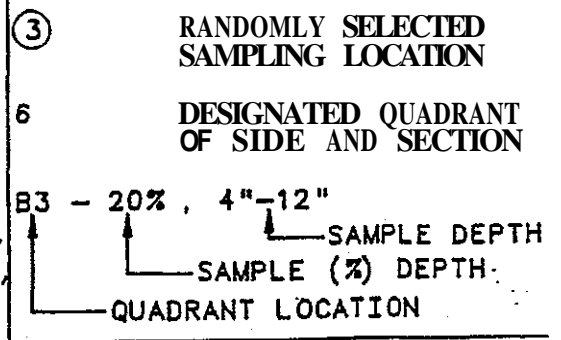 3 RANDOMLY SELECTED
SAMPLING LOCATION
6 DESIGNATED QUADRANT
OF SIDE AND SECTION
B3 - 20%, 4"-12"
SAMPLE DEPTH
SAMPLE (%) DEPTH
QUADRANT LOCATION